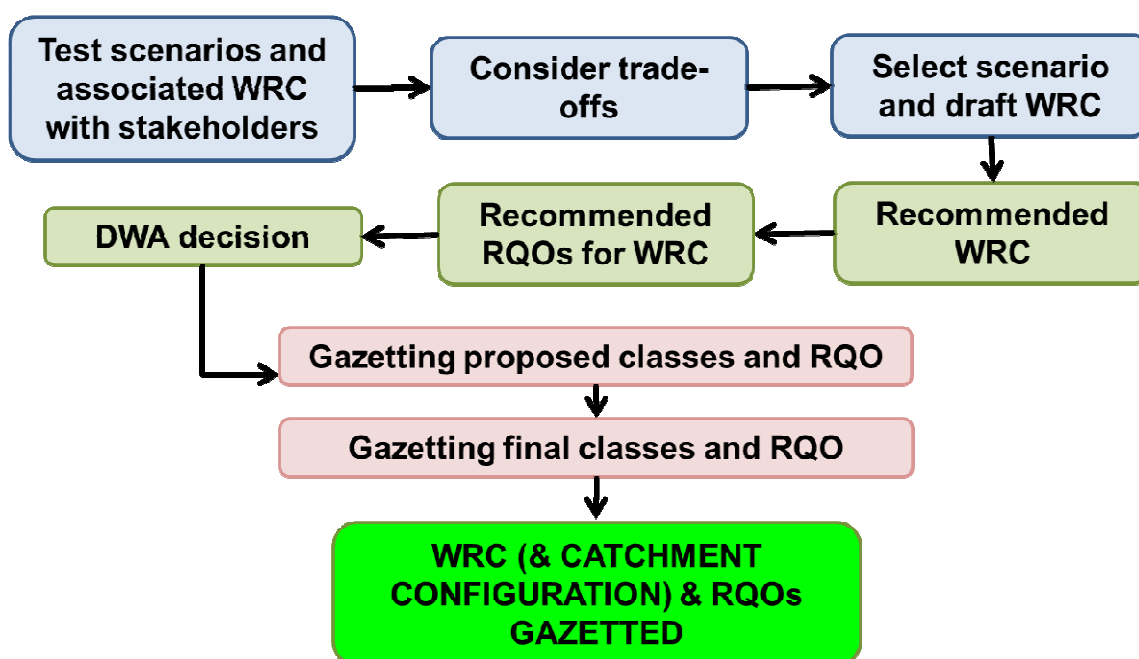 Test scenarios and
associated WRC
with stakeholders
Consider trade-
offs
Select scenario
and draft WRC
Recommended
WRC
Recommended
RQOs for WRC
DWA decision
Gazetting proposed classes and RQO
Gazetting final classes and RQO
WRC (& CATCHMENT
CONFIGURATION) & RQOs
GAZETTED